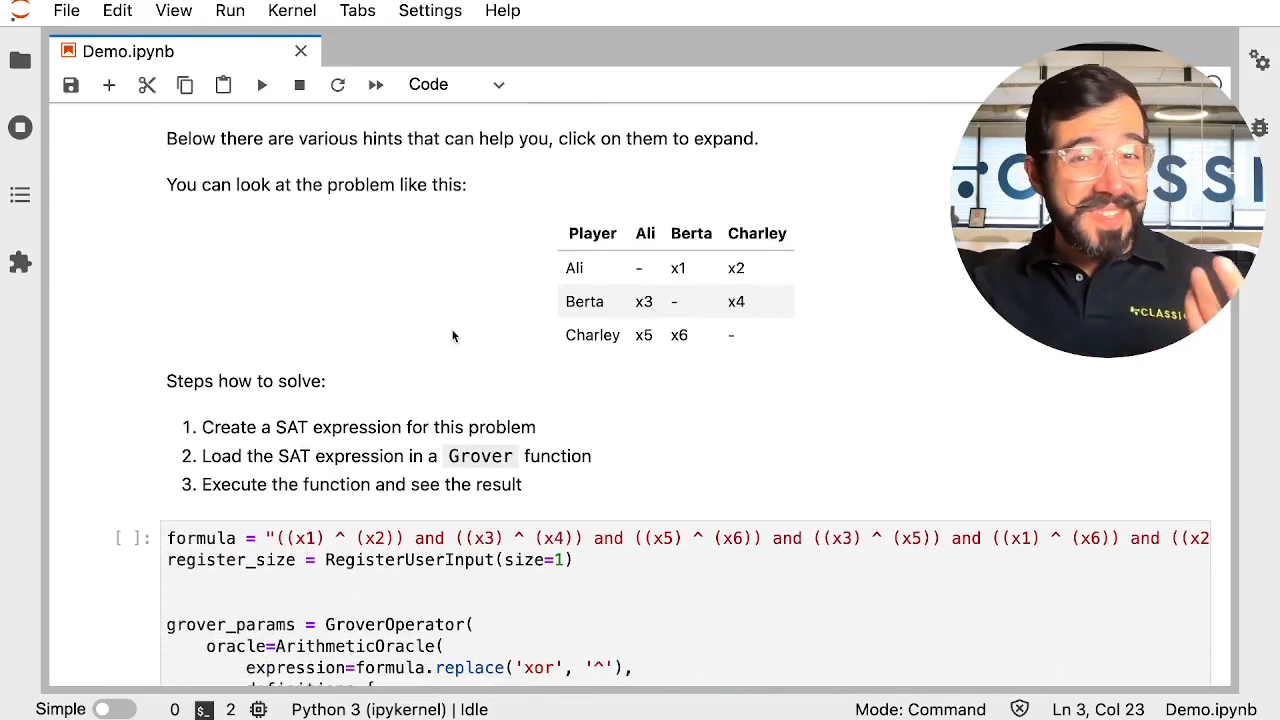 File Edit View Run Kernel Tabs Settings Help
Demo.ipynb
Code
Below there are various hints that can help you, click on them to expand.
You can look at the problem like this:
Player Ali Berta Charley
Ali - x1 x2
Berta x3 - x4
Charley x5 x6 -
Steps how to solve:
1. Create a SAT expression for this problem
2. Load the SAT expression in a Grover function
3. Execute the function and see the result
[ ]: formula = "((x1) ^ (x2)) and ((x3) ^ (x4)) and ((x5) ^ (x6)) and ((x3) ^ (x5)) and ((x1) ^ (x6)) and ((x2
register_size = RegisterUserInput(size=1)
grover_params = GroverOperator(
oracle=ArithmeticOracle(
expression=formula.replace('xor', '^'),
CLASSI
Simple 0 2 Python 3 (ipykernel) | Idle Mode: Command Ln 3, Col 23 Demo.ipynb